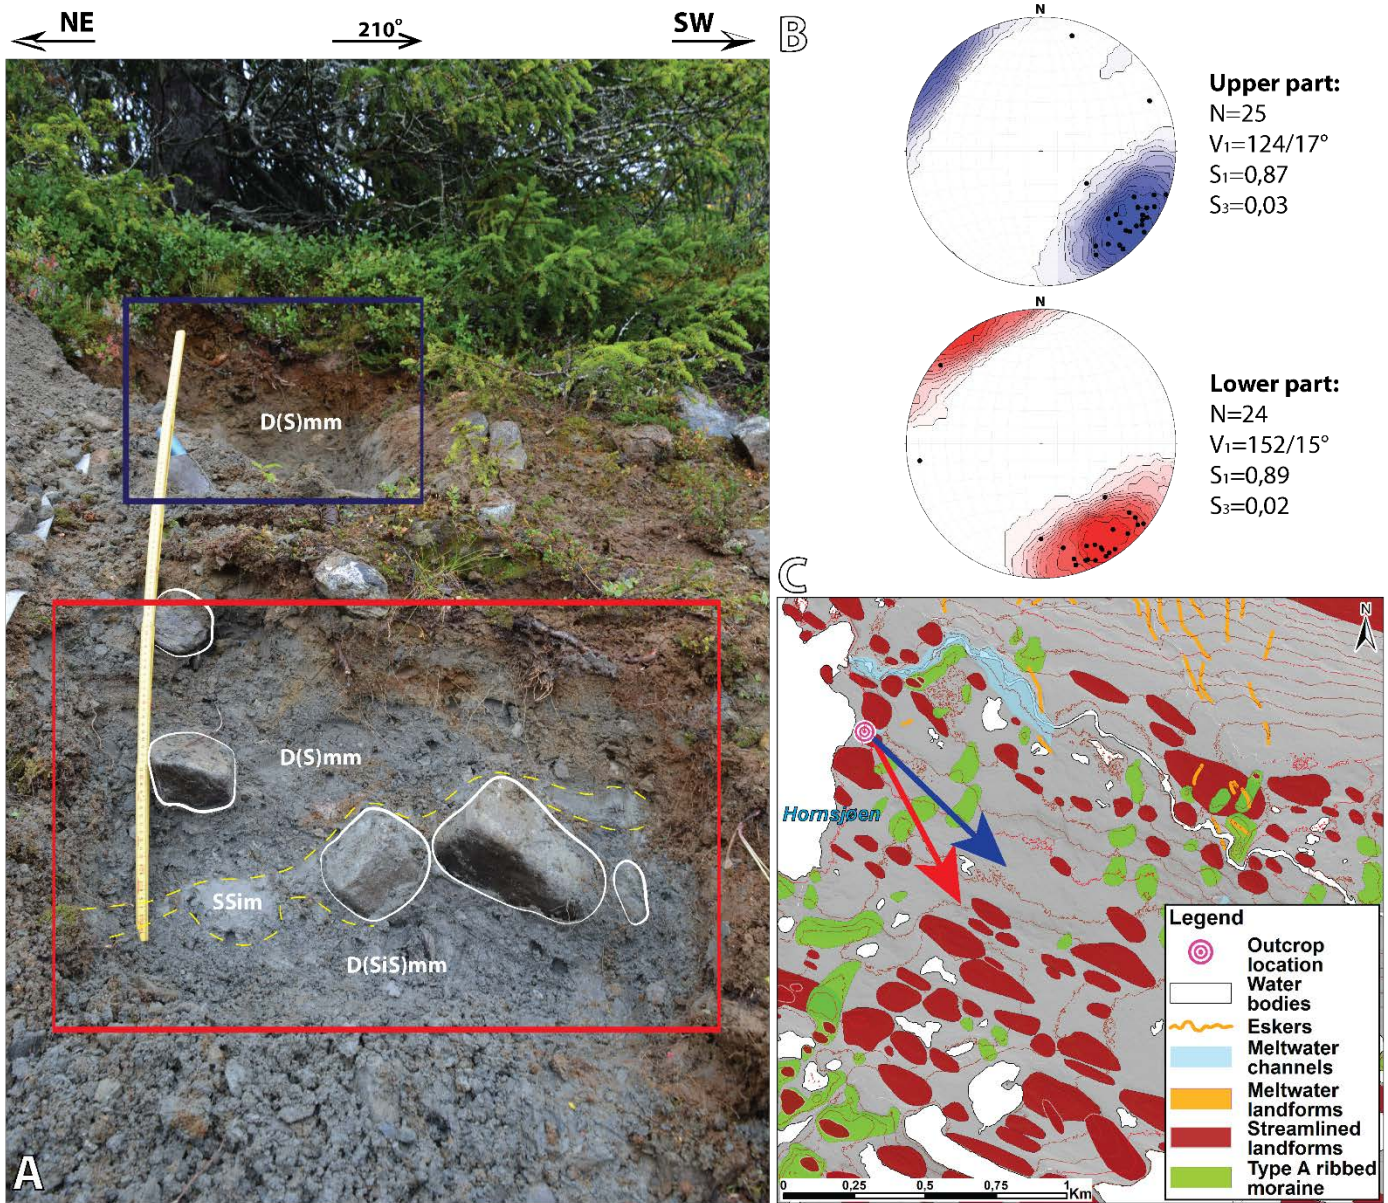 NE
210°
SW
A
D(S)mm
D(S)mm
SSim
D(SiS)mm
B
N
Upper part:
N=25
V1=124/17°
S1=0,87
S3=0,03
N
Lower part:
N=24
V1=152/15°
S1=0,89
S3=0,02
C
N
Hornsjøen
Legend
Outcrop
location
Water
bodies
Eskers
Meltwater
channels
Meltwater
landforms
Streamlined
landforms
Type A ribbed
moraine
0 0,25 0,5 0,75 1
Km